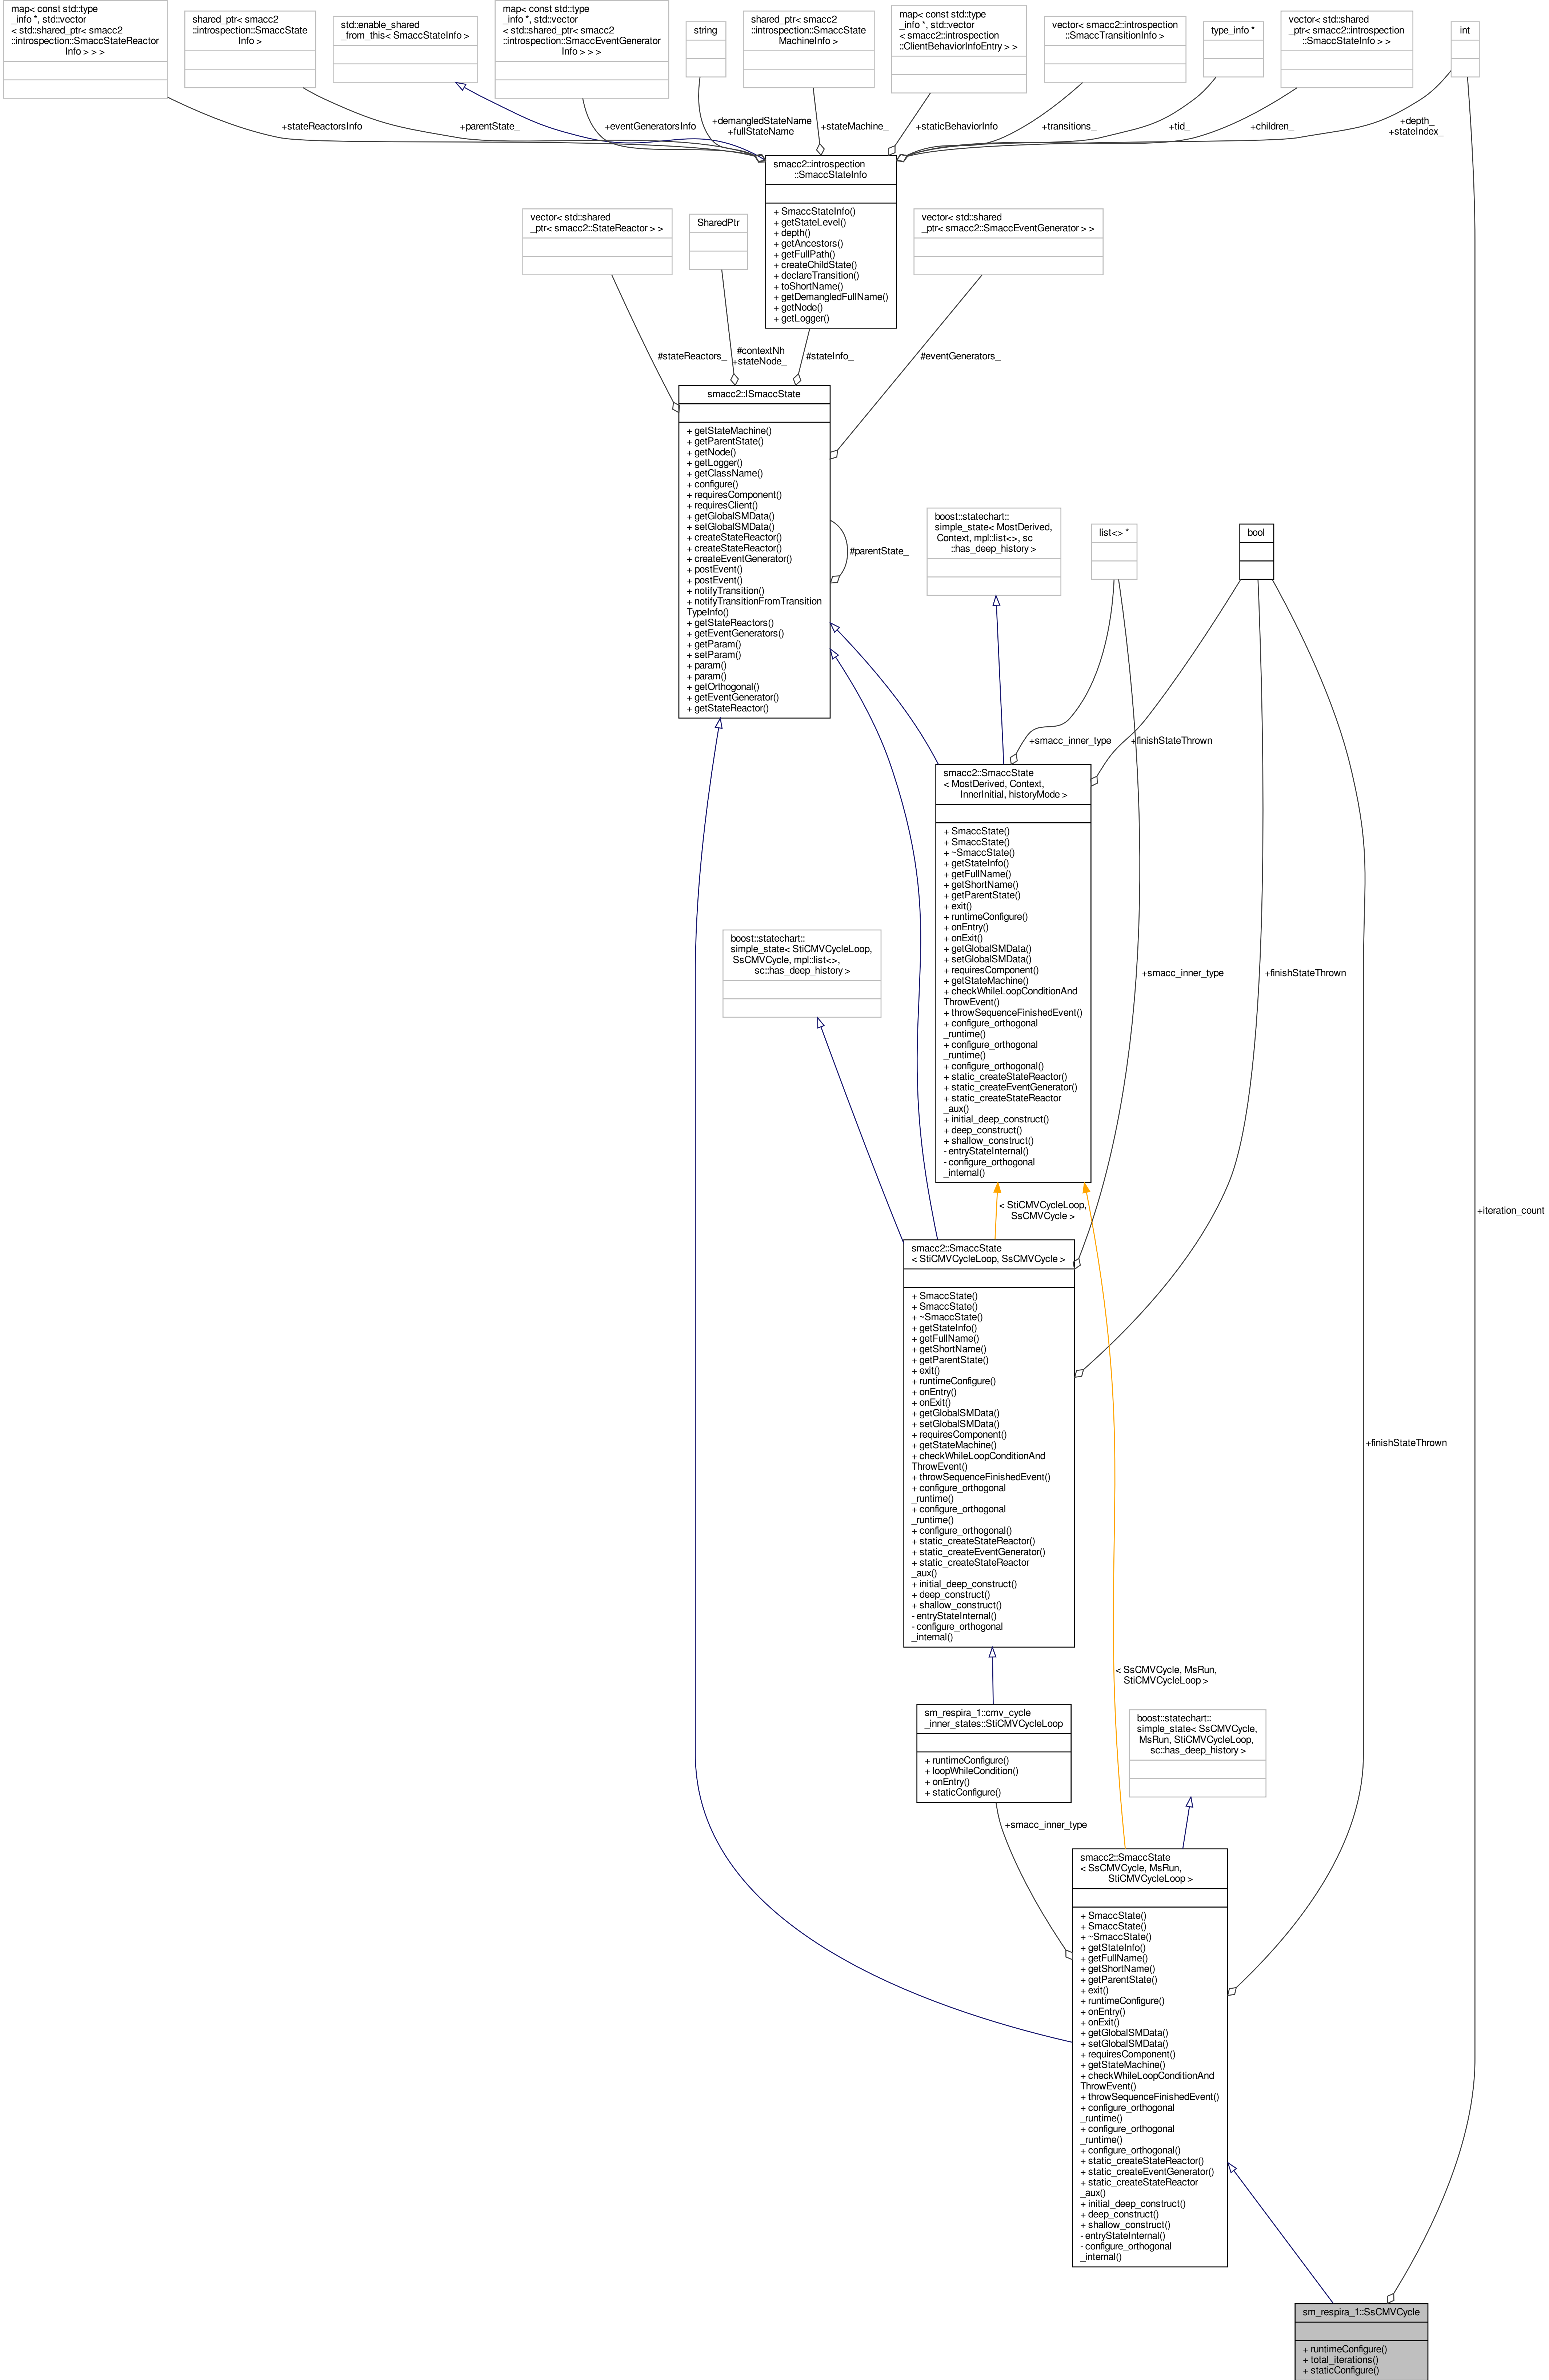 map< const std::type
_info *, std::vector
< std::shared_ptr< smacc2
::introspection::SmaccStateReactor
Info > > >
shared_ptr< smacc2
::introspection::SmaccState
Info >
std::enable_shared
_from_this< SmaccStateInfo >
map< const std::type
_info *, std::vector
< std::shared_ptr< smacc2
::introspection::SmaccEventGenerator
Info > > >
string
shared_ptr< smacc2
::introspection::SmaccState
MachineInfo >
map< const std::type
_info *, std::vector
< smacc2::introspection
::ClientBehaviorInfoEntry > >
vector< smacc2::introspection
::SmaccTransitionInfo >
type_info *
vector< std::shared
_ptr< smacc2::introspection
::SmaccStateInfo > >
int
+stateReactorsInfo
+parentState_
+eventGeneratorsInfo
+demangledStateName
+fullStateName
+stateMachine_
+staticBehaviorInfo
+transitions_
+tid_
+children_
+depth_
+stateIndex_
smacc2::introspection
::SmaccStateInfo
+ SmaccStateInfo()
+ getStateLevel()
+ depth()
+ getAncestors()
+ getFullPath()
+ createChildState()
+ declareTransition()
+ toShortName()
+ getDemangledFullName()
+ getNode()
+ getLogger()
vector< std::shared
_ptr< smacc2::StateReactor > >
SharedPtr
vector< std::shared
_ptr< smacc2::SmaccEventGenerator > >
#stateReactors_
#contextNh
+stateNode_
#stateInfo_
#eventGenerators_
smacc2::ISmaccState
+ getStateMachine()
+ getParentState()
+ getNode()
+ getLogger()
+ getClassName()
+ configure()
+ requiresComponent()
+ requiresClient()
+ getGlobalSMData()
+ setGlobalSMData()
+ createStateReactor()
+ createStateReactor()
+ createEventGenerator()
+ postEvent()
+ postEvent()
+ notifyTransition()
+ notifyTransitionFromTransition
TypeInfo()
+ getStateReactors()
+ getEventGenerators()
+ getParam()
+ setParam()
+ param()
+ param()
+ getOrthogonal()
+ getEventGenerator()
+ getStateReactor()
#parentState_
boost::statechart::
simple_state< MostDerived,
Context, mpl::list<>, sc
::has_deep_history >
list<> *
bool
+smacc_inner_type
+finishStateThrown
smacc2::SmaccState
< MostDerived, Context,
InnerInitial, historyMode >
+ SmaccState()
+ SmaccState()
+ ~SmaccState()
+ getStateInfo()
+ getFullName()
+ getShortName()
+ getParentState()
+ exit()
+ runtimeConfigure()
+ onEntry()
+ onExit()
+ getGlobalSMData()
+ setGlobalSMData()
+ requiresComponent()
+ getStateMachine()
+ checkWhileLoopConditionAnd
ThrowEvent()
+ throwSequenceFinishedEvent()
+ configure_orthogonal
_runtime()
+ configure_orthogonal
_runtime()
+ configure_orthogonal()
+ static_createStateReactor()
+ static_createEventGenerator()
+ static_createStateReactor
_aux()
+ initial_deep_construct()
+ deep_construct()
+ shallow_construct()
- entryStateInternal()
- configure_orthogonal
_internal()
boost::statechart::
simple_state< StiCMVCycleLoop,
SsCMVCycle, mpl::list<>,
sc::has_deep_history >
+smacc_inner_type
+finishStateThrown
< StiCMVCycleLoop,
SsCMVCycle >
+iteration_count
smacc2::SmaccState
< StiCMVCycleLoop, SsCMVCycle >
+ SmaccState()
+ SmaccState()
+ ~SmaccState()
+ getStateInfo()
+ getFullName()
+ getShortName()
+ getParentState()
+ exit()
+ runtimeConfigure()
+ onEntry()
+ onExit()
+ getGlobalSMData()
+ setGlobalSMData()
+ requiresComponent()
+ getStateMachine()
+ checkWhileLoopConditionAnd
ThrowEvent()
+ throwSequenceFinishedEvent()
+ configure_orthogonal
_runtime()
+ configure_orthogonal
_runtime()
+ configure_orthogonal()
+ static_createStateReactor()
+ static_createEventGenerator()
+ static_createStateReactor
_aux()
+ initial_deep_construct()
+ deep_construct()
+ shallow_construct()
- entryStateInternal()
- configure_orthogonal
_internal()
+finishStateThrown
< SsCMVCycle, MsRun,
StiCMVCycleLoop >
sm_respira_1::cmv_cycle
_inner_states::StiCMVCycleLoop
+ runtimeConfigure()
+ loopWhileCondition()
+ onEntry()
+ staticConfigure()
boost::statechart::
simple_state< SsCMVCycle,
MsRun, StiCMVCycleLoop,
sc::has_deep_history >
+smacc_inner_type
smacc2::SmaccState
< SsCMVCycle, MsRun,
StiCMVCycleLoop >
+ SmaccState()
+ SmaccState()
+ ~SmaccState()
+ getStateInfo()
+ getFullName()
+ getShortName()
+ getParentState()
+ exit()
+ runtimeConfigure()
+ onEntry()
+ onExit()
+ getGlobalSMData()
+ setGlobalSMData()
+ requiresComponent()
+ getStateMachine()
+ checkWhileLoopConditionAnd
ThrowEvent()
+ throwSequenceFinishedEvent()
+ configure_orthogonal
_runtime()
+ configure_orthogonal
_runtime()
+ configure_orthogonal()
+ static_createStateReactor()
+ static_createEventGenerator()
+ static_createStateReactor
_aux()
+ initial_deep_construct()
+ deep_construct()
+ shallow_construct()
- entryStateInternal()
- configure_orthogonal
_internal()
sm_respira_1::SsCMVCycle
+ runtimeConfigure()
+ total_iterations()
+ staticConfigure()